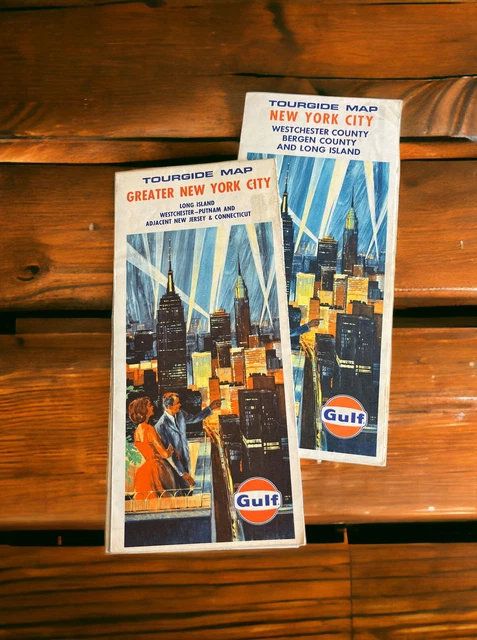 TOURGIDE MAP
NEW YORK CITY
WESTCHESTER COUNTY
BERGEN COUNTY
AND LONG ISLAND
Gulf
TOURGIDE MAP
GREATER NEW YORK CITY
LONG ISLAND
WESTCHESTER–PUTNAM AND
ADJACENT NEW JERSEY & CONNECTICUT
Gulf